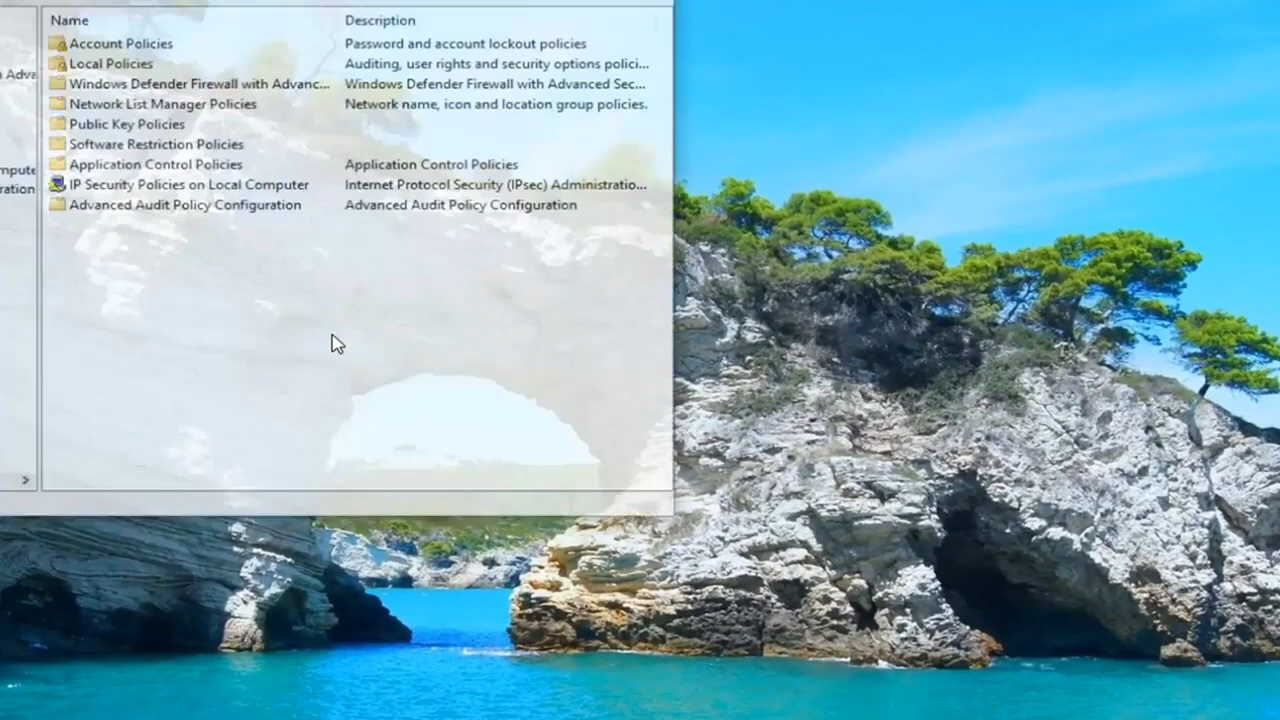 Name Description
Account Policies Password and account lockout policies
Local Policies Auditing, user rights and security options polici...
n Adva
Windows Defender Firewall with Advanc... Windows Defender Firewall with Advanced Sec...
Network List Manager Policies Network name, icon and location group policies.
Public Key Policies
Software Restriction Policies
Application Control Policies Application Control Policies
mpute
IP Security Policies on Local Computer Internet Protocol Security (IPsec) Administratio...
ration
Advanced Audit Policy Configuration Advanced Audit Policy Configuration